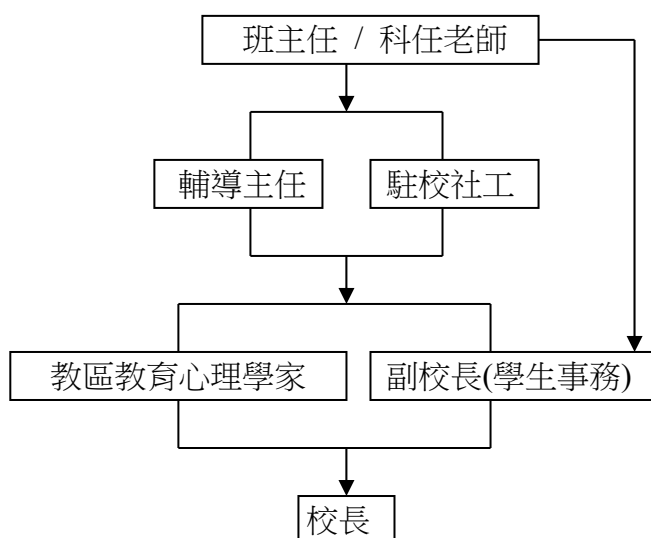 班主任 / 科任老師
輔導主任
駐校社工
教區教育心理學家
副校長(學生事務)
校長